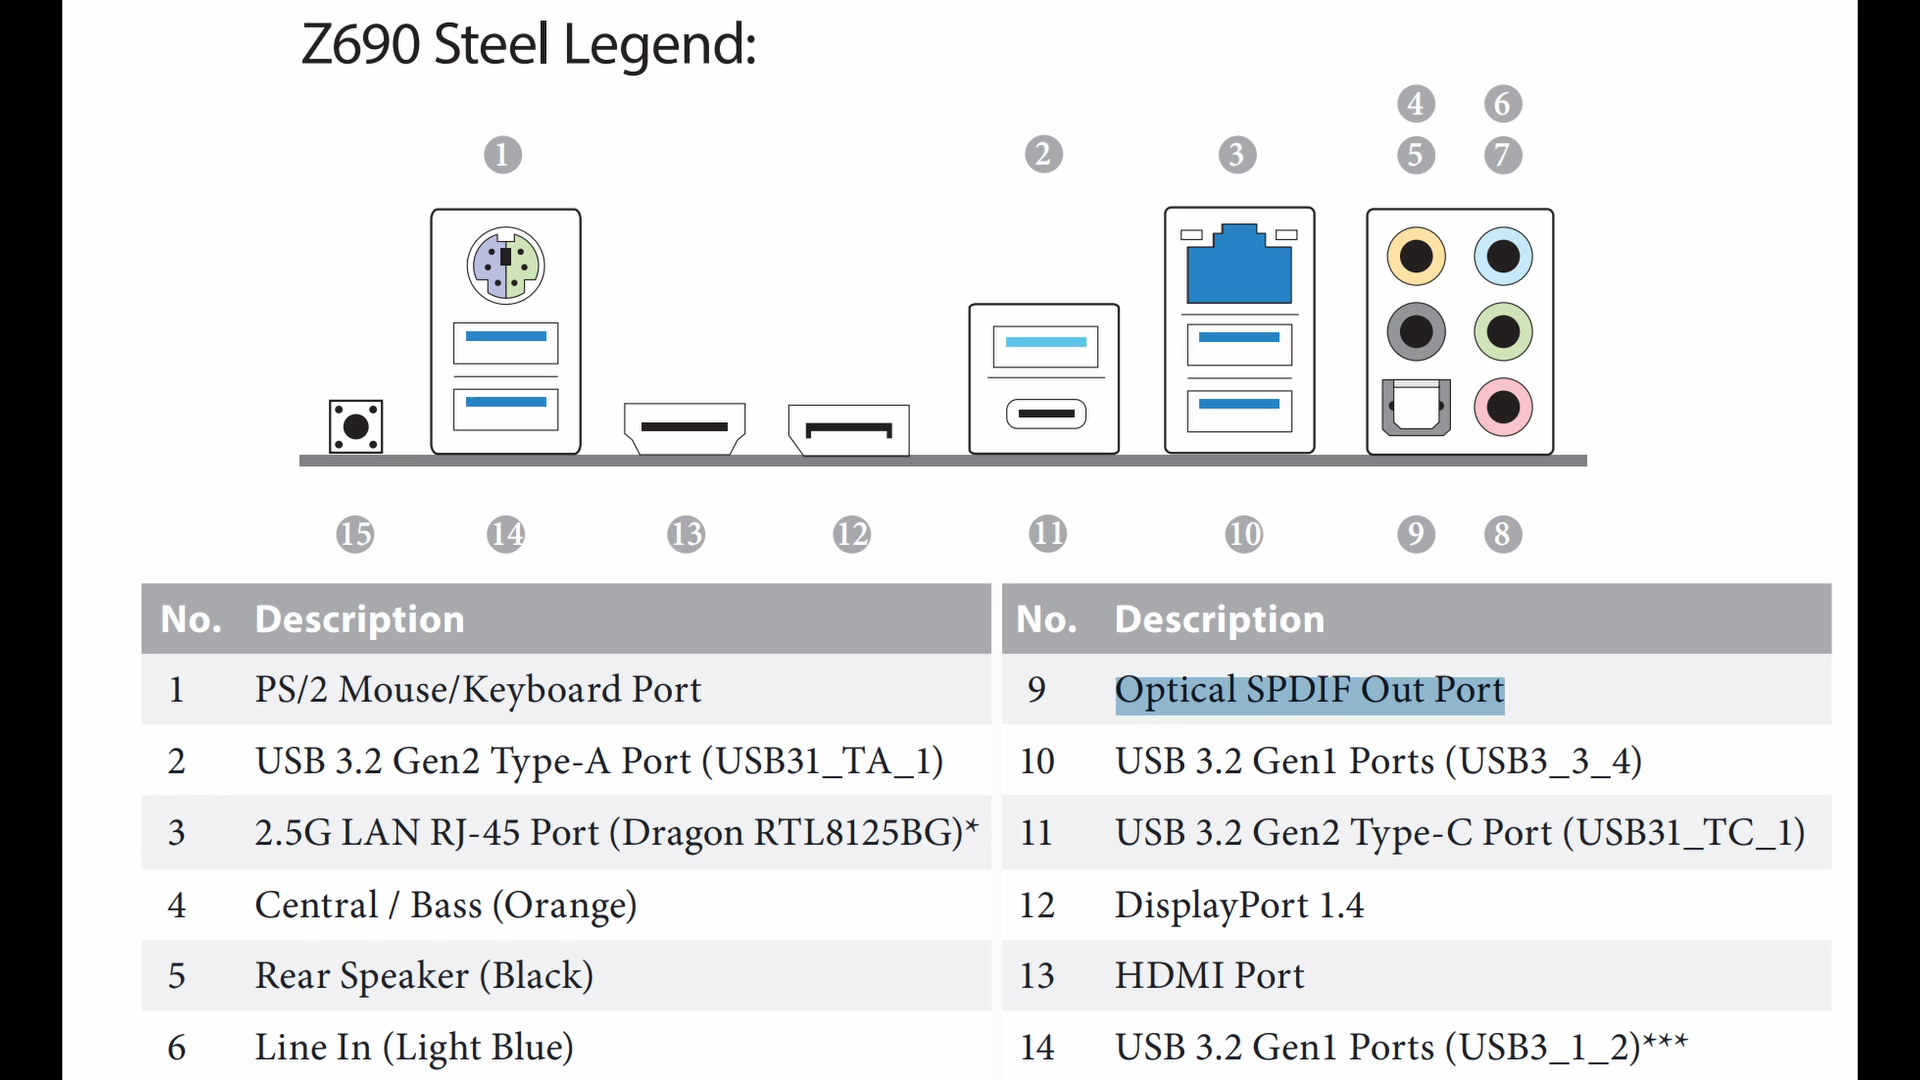 Z690 Steel Legend:
4 6
1 2 3 5 7
15 14 13 12 11 10 9 8
No. Description No. Description
1 PS/2 Mouse/Keyboard Port 9 Optical SPDIF Out Port
2 USB 3.2 Gen2 Type-A Port (USB31_TA_1) 10 USB 3.2 Gen1 Ports (USB3_3_4)
3 2.5G LAN RJ-45 Port (Dragon RTL8125BG)* 11 USB 3.2 Gen2 Type-C Port (USB31_TC_1)
4 Central / Bass (Orange) 12 DisplayPort 1.4
5 Rear Speaker (Black) 13 HDMI Port
6 Line In (Light Blue) 14 USB 3.2 Gen1 Ports (USB3_1_2)***